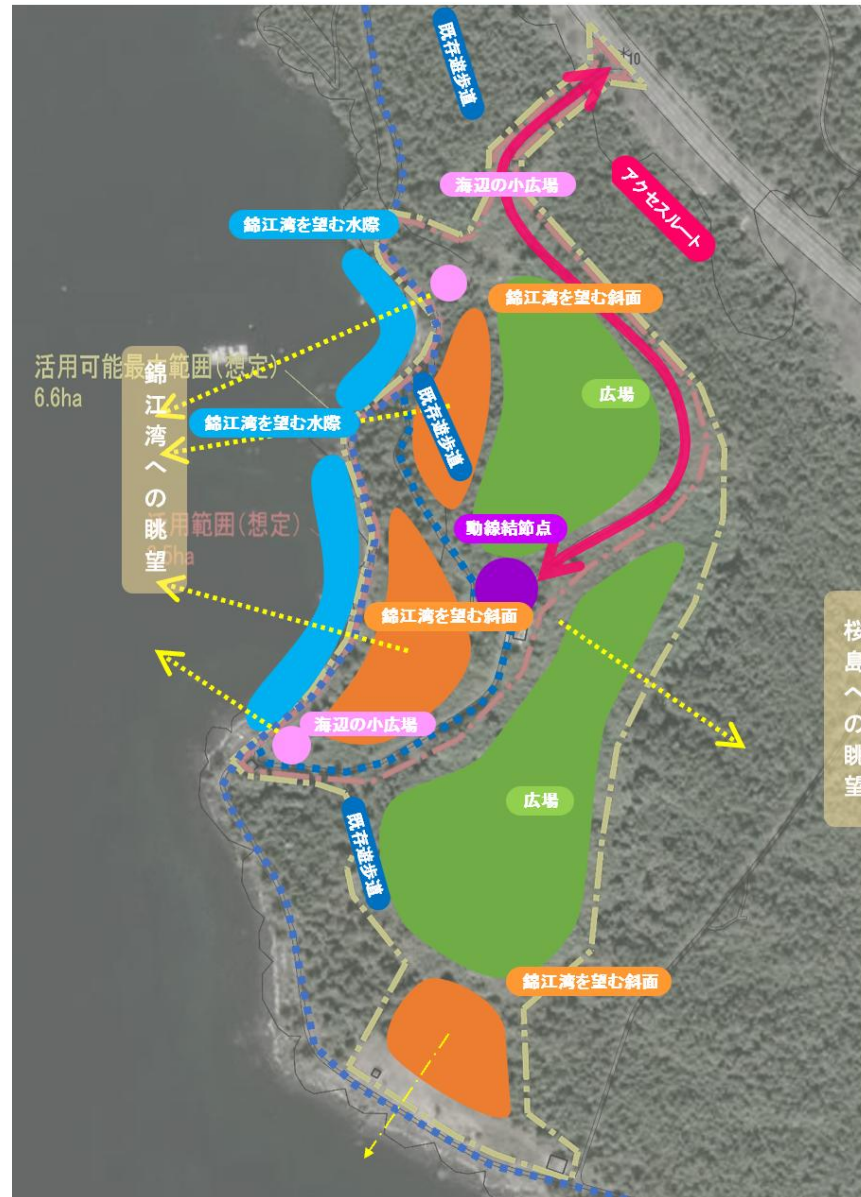 既存遊歩道
10
海辺の小広場
アクセスルート
錦江湾を望む水際
錦江湾を望む斜面
活用可能最大範囲(想定)
6.6ha
錦江湾への眺望
広場
既存遊歩道
錦江湾を望む水際
活用範囲(想定)
動線結節点
錦江湾を望む斜面
桜島への眺望
海辺の小広場
広場
既存遊歩道
錦江湾を望む斜面